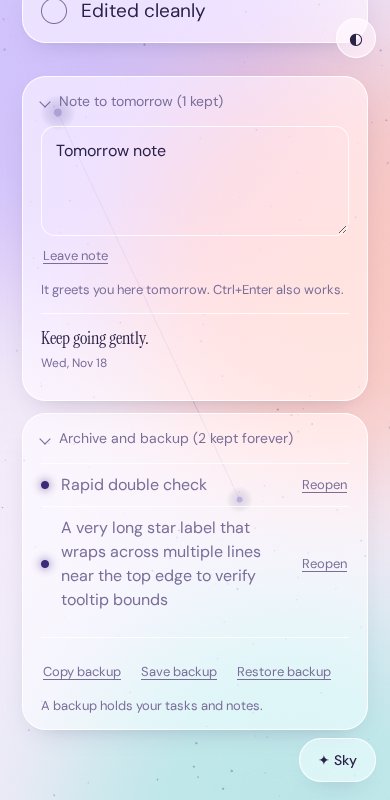 Edited cleanly
Note to tomorrow (1 kept)
Tomorrow note
Leave note
It greets you here tomorrow. Ctrl+Enter also works.
Keep going gently.
Wed, Nov 18
Archive and backup (2 kept forever)
Rapid double check Reopen
A very long star label that
wraps across multiple lines
near the top edge to verify
tooltip bounds
Reopen
Copy backup Save backup Restore backup
A backup holds your tasks and notes.
✦ Sky